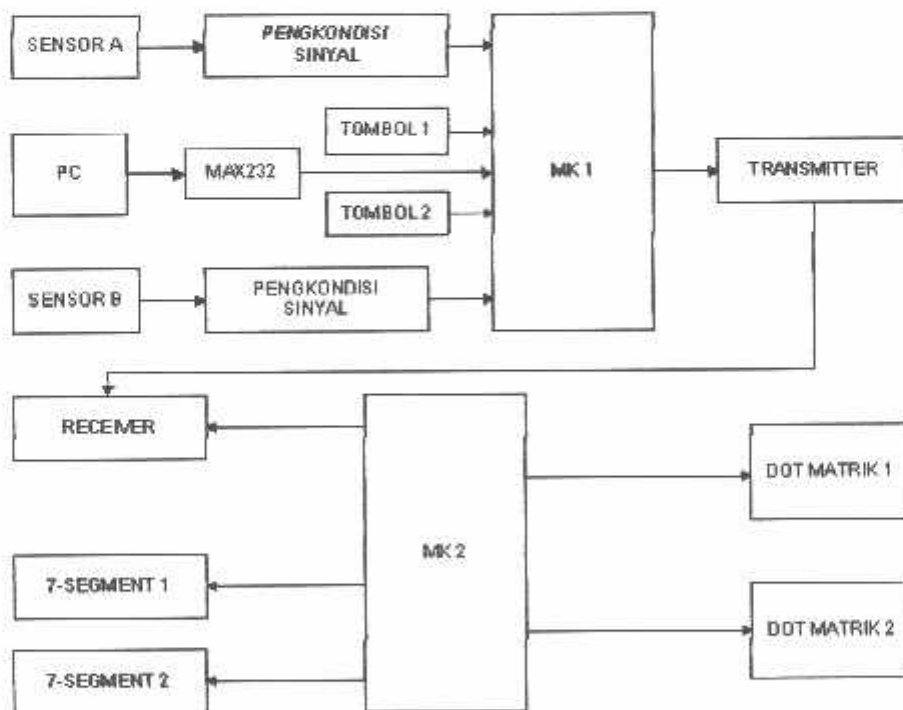 SENSOR A
PENGKONDISI
SINYAL
TOMBOL 1
PC
MAX232
MK 1
TRANSMITTER
TOMBOL 2
SENSOR B
PENGKONDISI
SINYAL
RECEIVER
DOT MATRIK 1
MK 2
7-SEGMENT 1
DOT MATRIK 2
7-SEGMENT 2